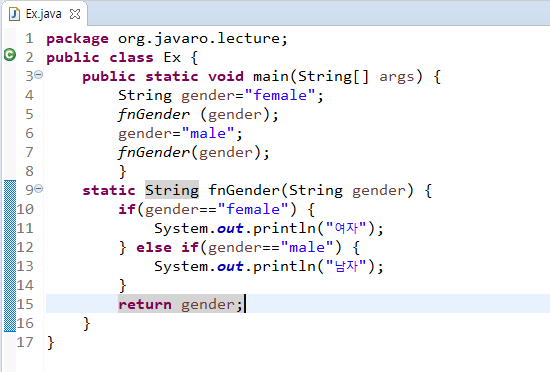 Ex.java
1 package org.javaro.lecture;
2 public class Ex {
3 public static void main(String[] args) {
4 String gender="female";
5 fnGender (gender);
6 gender="male";
7 fnGender(gender);
8 }
9 static String fnGender(String gender) {
10 if(gender=="female") {
11 System.out.println("여자");
12 } else if(gender=="male") {
13 System.out.println("남자");
14 }
15 return gender;
16 }
17 }